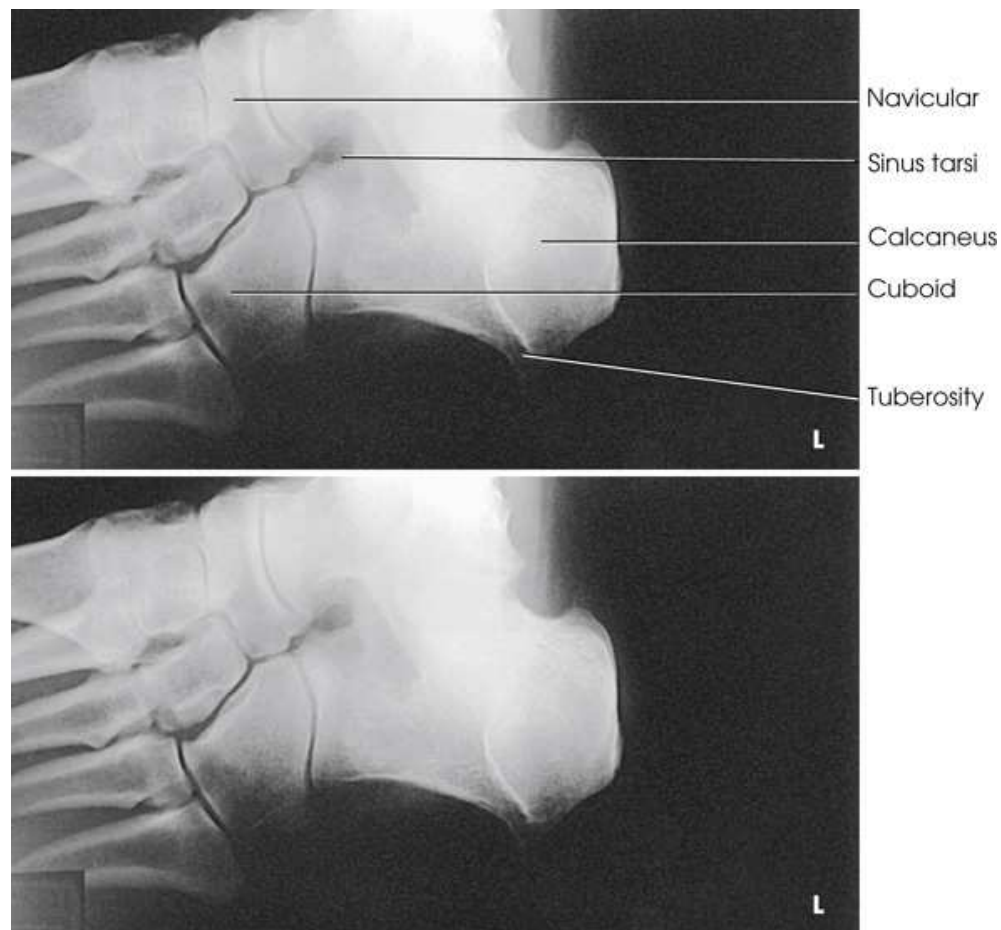 Navicular
Sinus tarsi
Calcaneus
Cuboid
Tuberosity
L
L